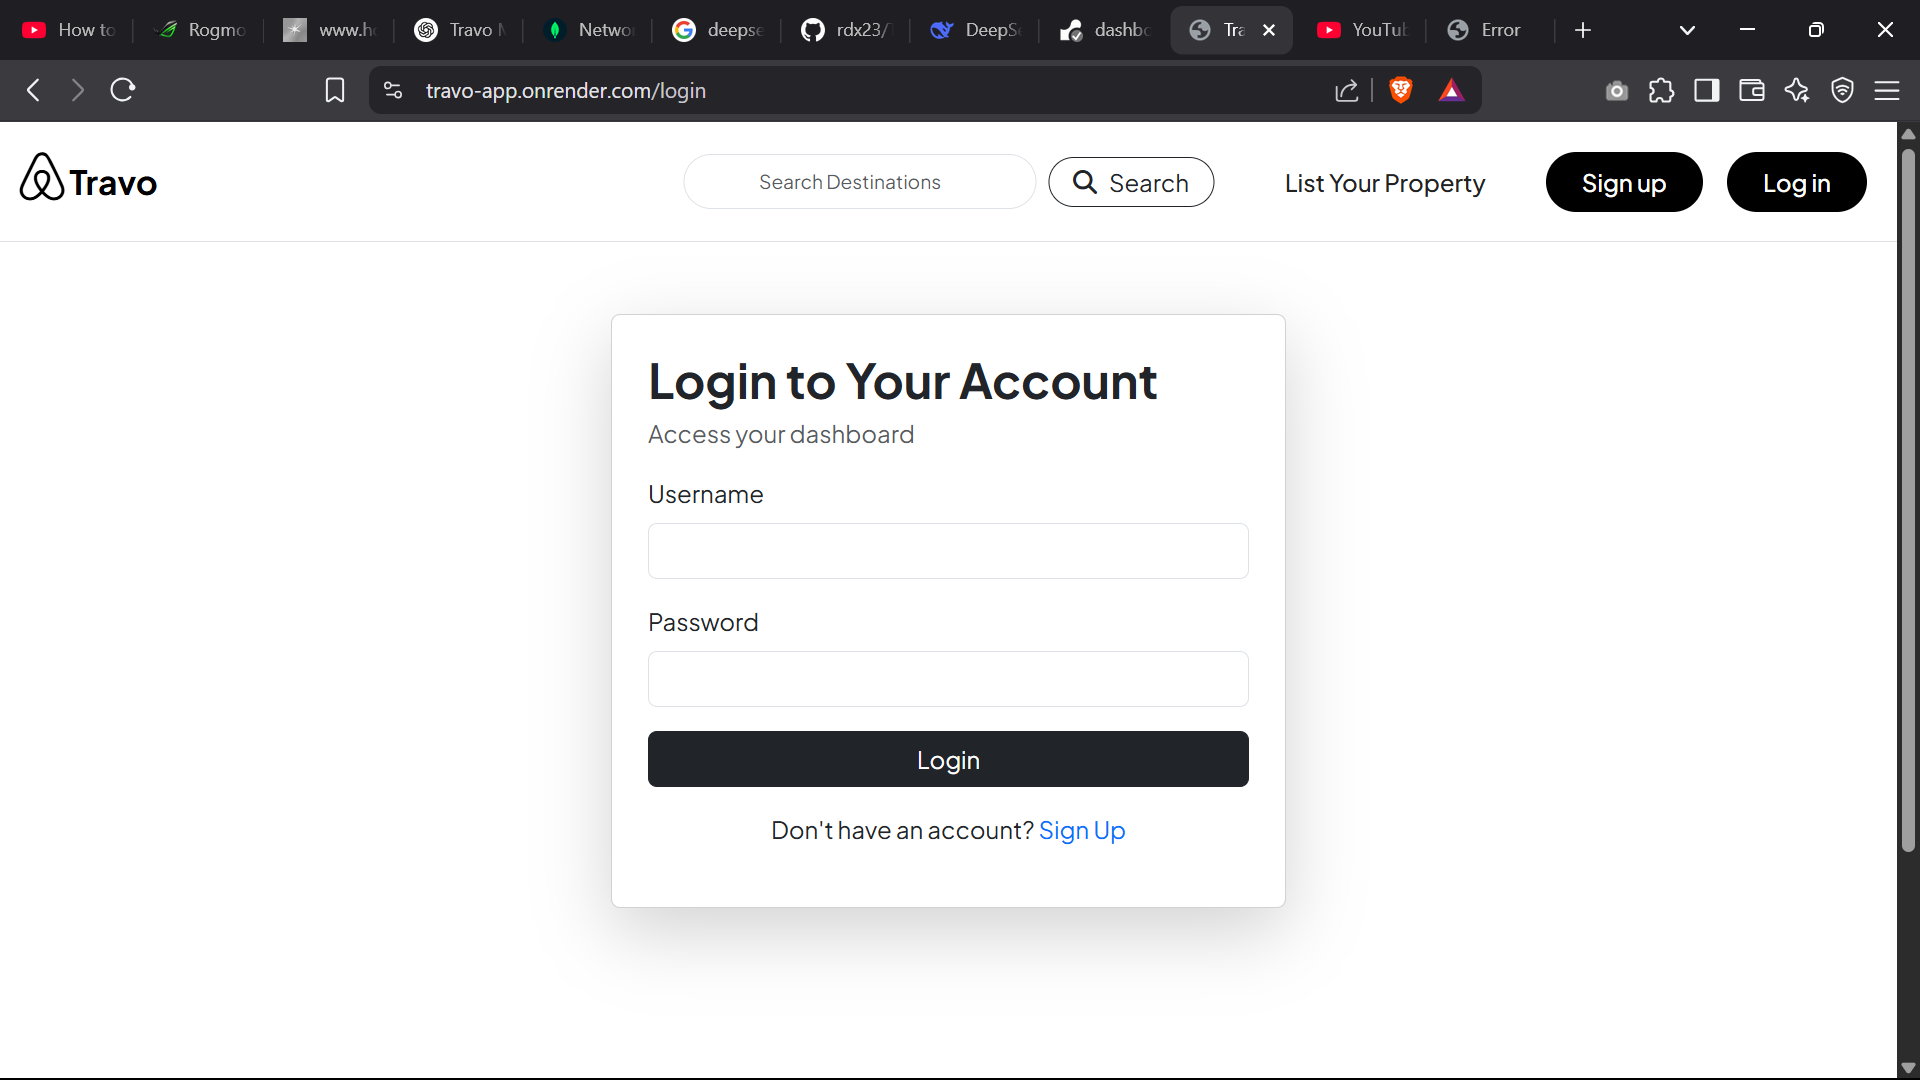 How to
Rogmo
www.h
Travo
Networ
deepse
rdx23/
DeepS
dashb
Tra
YouTu
Error
travo-app.onrender.com/login
Travo
Search Destinations
Search
List Your Property
Sign up
Log in
Login to Your Account
Access your dashboard
Username
Password
Login
Don't have an account? Sign Up